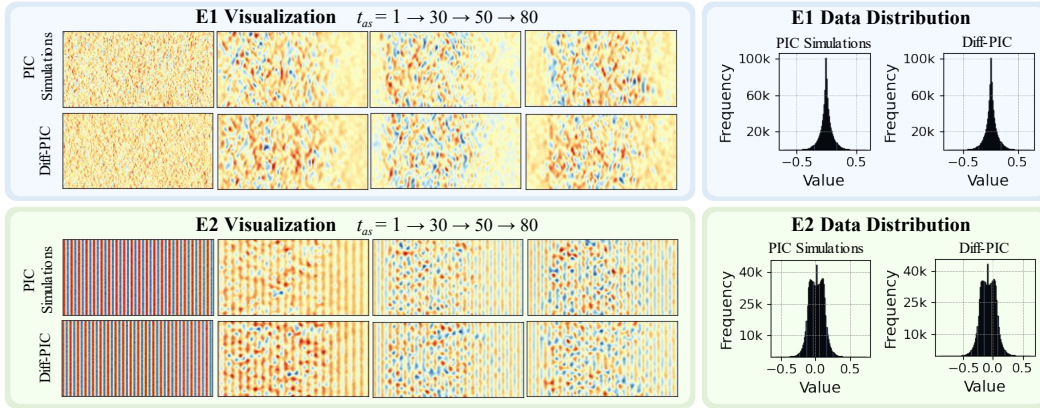 E1 Visualization t_as = 1 → 30 → 50 → 80
PIC
Simulations
Diff-PIC
E1 Data Distribution
PIC Simulations
Diff-PIC
Frequency
100k
60k
20k
−0.5
0.5
Value
Frequency
100k
60k
20k
−0.5
0.5
Value
E2 Visualization t_as = 1 → 30 → 50 → 80
PIC
Simulations
Diff-PIC
E2 Data Distribution
PIC Simulations
Diff-PIC
Frequency
40k
25k
10k
−0.5
0.0
0.5
Value
Frequency
40k
25k
10k
−0.5
0.0
0.5
Value